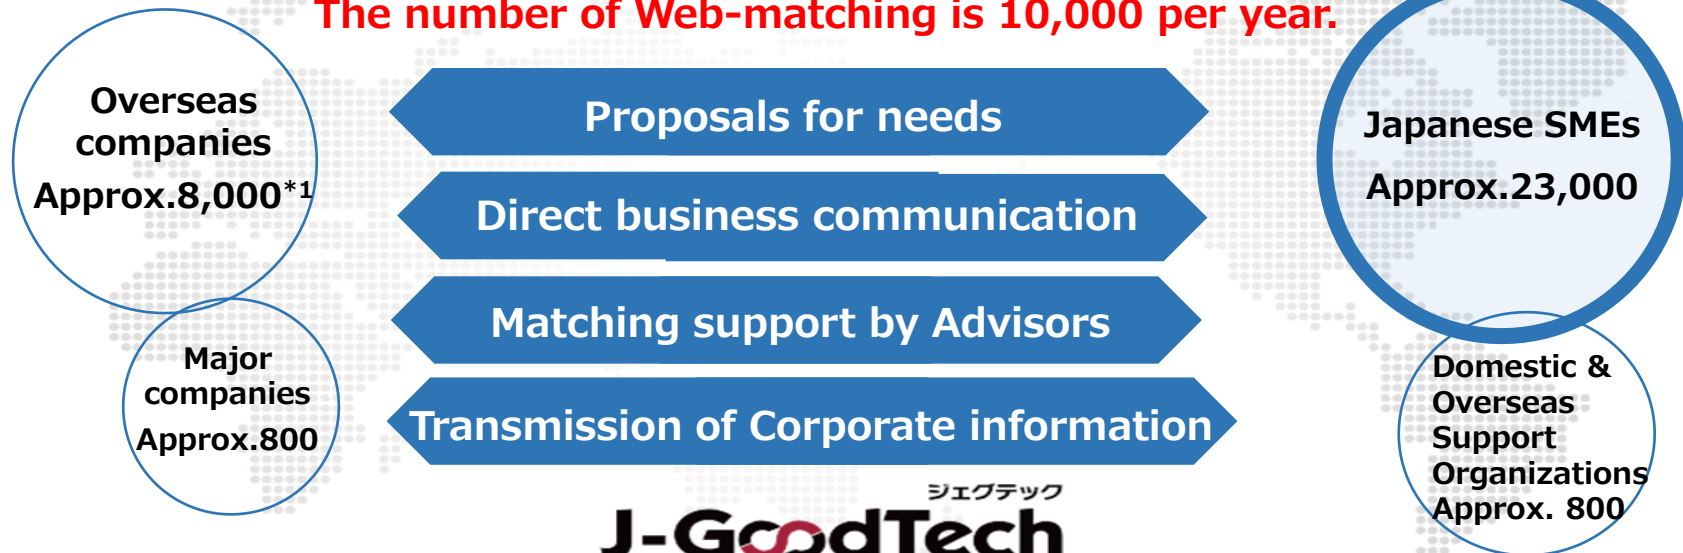 The number of Web-matching is 10,000 per year.
Overseas
companies
Approx.8,000*1
Major
companies
Approx.800
Proposals for needs
Direct business communication
Matching support by Advisors
Transmission of Corporate information
Japanese SMEs
Approx.23,000
Domestic &
Overseas
Support
Organizations
Approx. 800
ジェグテック
J-GoodTech